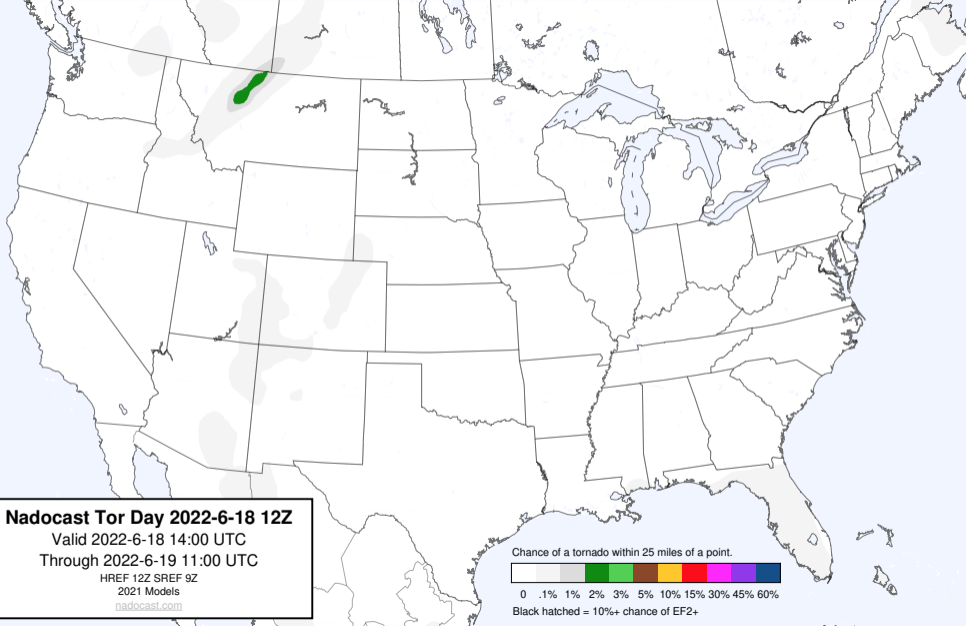 Nadocast Tor Day 2022-6-18 12Z
Valid 2022-6-18 14:00 UTC
Through 2022-6-19 11:00 UTC
HREF 12Z SREF 9Z
2021 Models
nadocast.com
Chance of a tornado within 25 miles of a point.
0 .1% 1% 2% 3% 5% 10% 15% 30% 45% 60%
Black hatched = 10%+ chance of EF2+